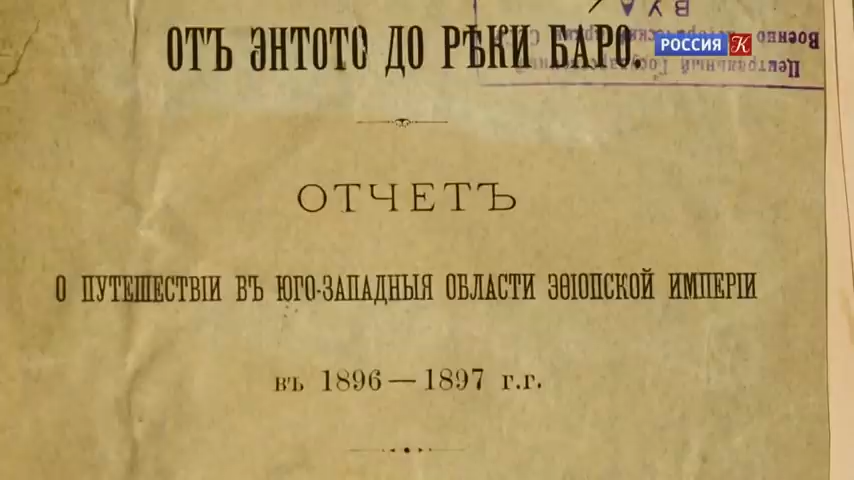 ОТЪ ЭНТОТО ДО РѢКИ БАРО.
РОССИЯ К
ОТЧЕТЪ
О ПУТЕШЕСТВІИ ВЪ ЮГО-ЗАПАДНЫЯ ОБЛАСТИ ЭѲІОПСКОЙ ИМПЕРІИ
въ 1896 — 1897 г.г.